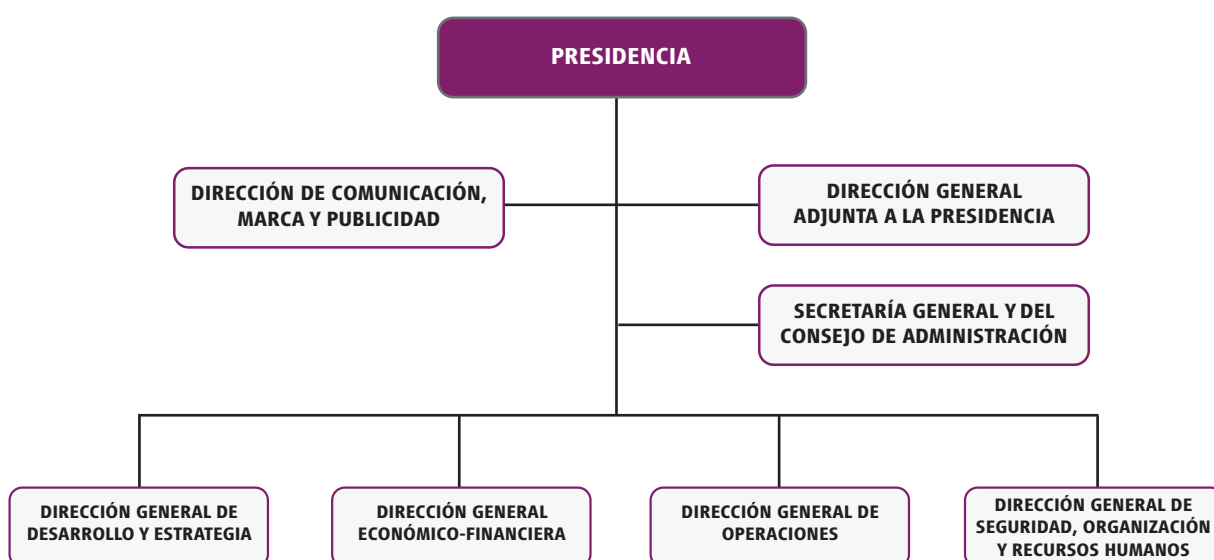 PRESIDENCIA
DIRECCIÓN DE COMUNICACIÓN,
MARCA Y PUBLICIDAD
DIRECCIÓN GENERAL
ADJUNTA A LA PRESIDENCIA
SECRETARÍA GENERAL Y DEL
CONSEJO DE ADMINISTRACIÓN
DIRECCIÓN GENERAL DE
DESARROLLO Y ESTRATEGIA
DIRECCIÓN GENERAL
ECONÓMICO-FINANCIERA
DIRECCIÓN GENERAL DE
OPERACIONES
DIRECCIÓN GENERAL DE
SEGURIDAD, ORGANIZACIÓN
Y RECURSOS HUMANOS